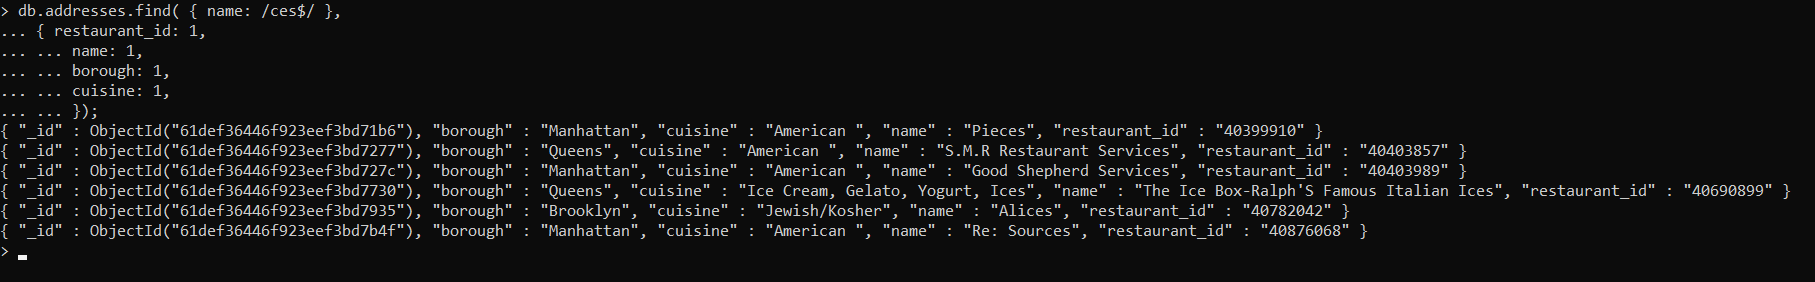 > db.addresses.find( { name: /ces$/ },
... { restaurant_id: 1,
... ... name: 1,
... ... borough: 1,
... ... cuisine: 1,
... ... });
{ "_id" : ObjectId("61def36446f923eef3bd71b6"), "borough" : "Manhattan", "cuisine" : "American ", "name" : "Pieces", "restaurant_id" : "40399910" }
{ "_id" : ObjectId("61def36446f923eef3bd7277"), "borough" : "Queens", "cuisine" : "American ", "name" : "S.M.R Restaurant Services", "restaurant_id" : "40403857" }
{ "_id" : ObjectId("61def36446f923eef3bd727c"), "borough" : "Manhattan", "cuisine" : "American ", "name" : "Good Shepherd Services", "restaurant_id" : "40403989" }
{ "_id" : ObjectId("61def36446f923eef3bd7730"), "borough" : "Queens", "cuisine" : "Ice Cream, Gelato, Yogurt, Ices", "name" : "The Ice Box-Ralph'S Famous Italian Ices", "restaurant_id" : "40690899" }
{ "_id" : ObjectId("61def36446f923eef3bd7935"), "borough" : "Brooklyn", "cuisine" : "Jewish/Kosher", "name" : "Alices", "restaurant_id" : "40782042" }
{ "_id" : ObjectId("61def36446f923eef3bd7b4f"), "borough" : "Manhattan", "cuisine" : "American ", "name" : "Re: Sources", "restaurant_id" : "40876068" }
>